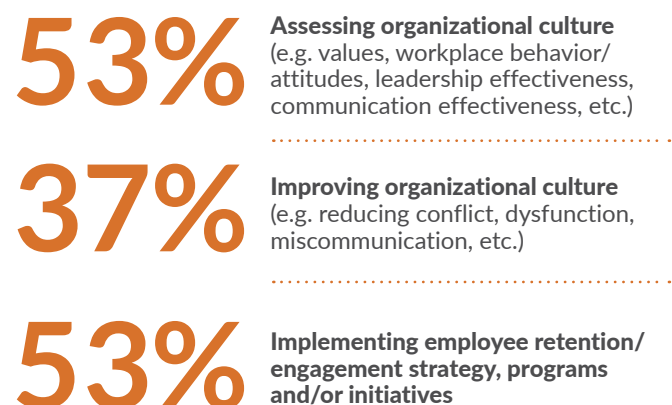 53%
Assessing organizational culture
(e.g. values, workplace behavior/
attitudes, leadership effectiveness,
communication effectiveness, etc.)
37%
Improving organizational culture
(e.g. reducing conflict, dysfunction,
miscommunication, etc.)
53%
Implementing employee retention/
engagement strategy, programs
and/or initiatives